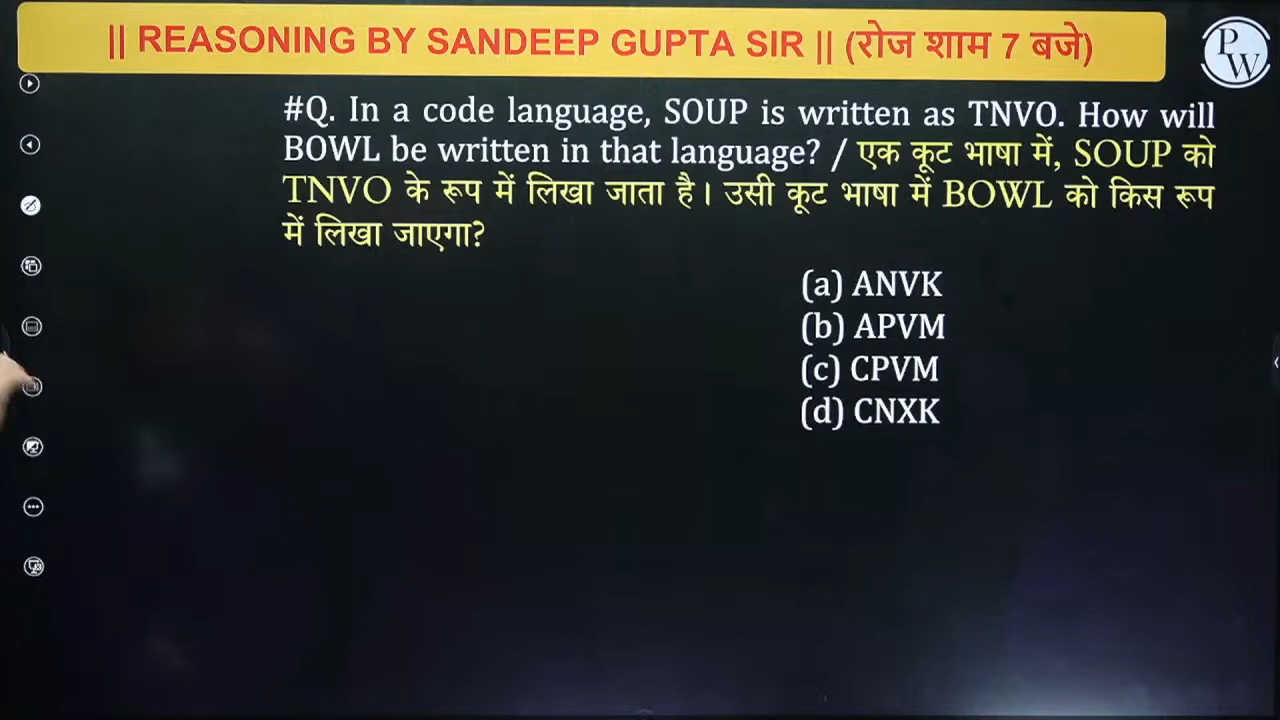 || REASONING BY SANDEEP GUPTA SIR || (रोज शाम 7 बजे)
PW
#Q. In a code language, SOUP is written as TNVO. How will
BOWL be written in that language? / एक कूट भाषा में, SOUP को
TNVO के रूप में लिखा जाता है। उसी कूट भाषा में BOWL को किस रूप
में लिखा जाएगा?
(a) ANVK
(b) APVM
(c) CPVM
(d) CNXK